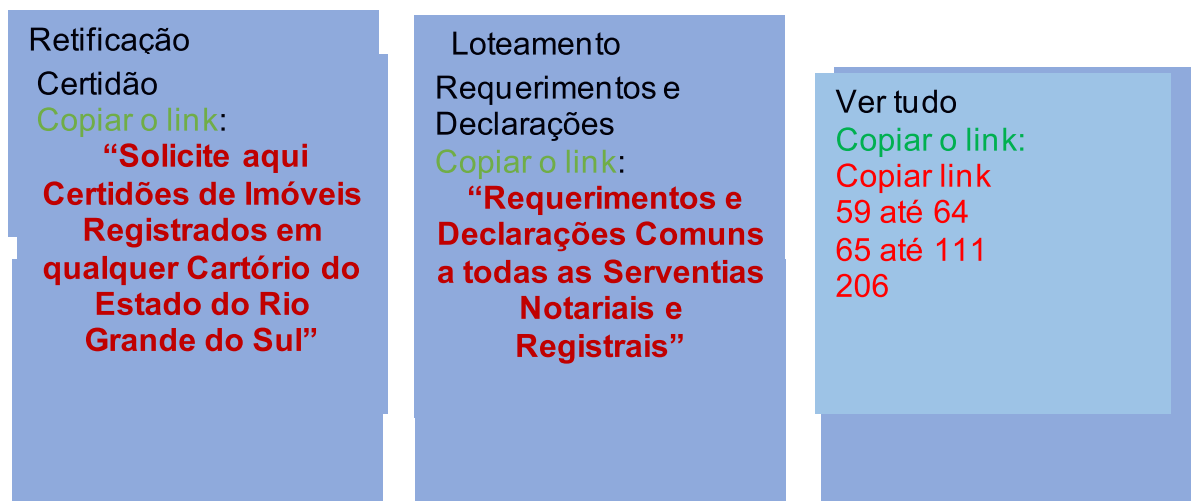 Retificação
Certidão
Copiar o link:
“Solicite aqui
Certidões de Imóveis
Registrados em
qualquer Cartório do
Estado do Rio
Grande do Sul”
Loteamento
Requerimentos e
Declarações
Copiar o link:
“Requerimentos e
Declarações Comuns
a todas as Serventias
Notariais e
Registrais”
Ver tudo
Copiar o link:
Copiar link
59 até 64
65 até 111
206